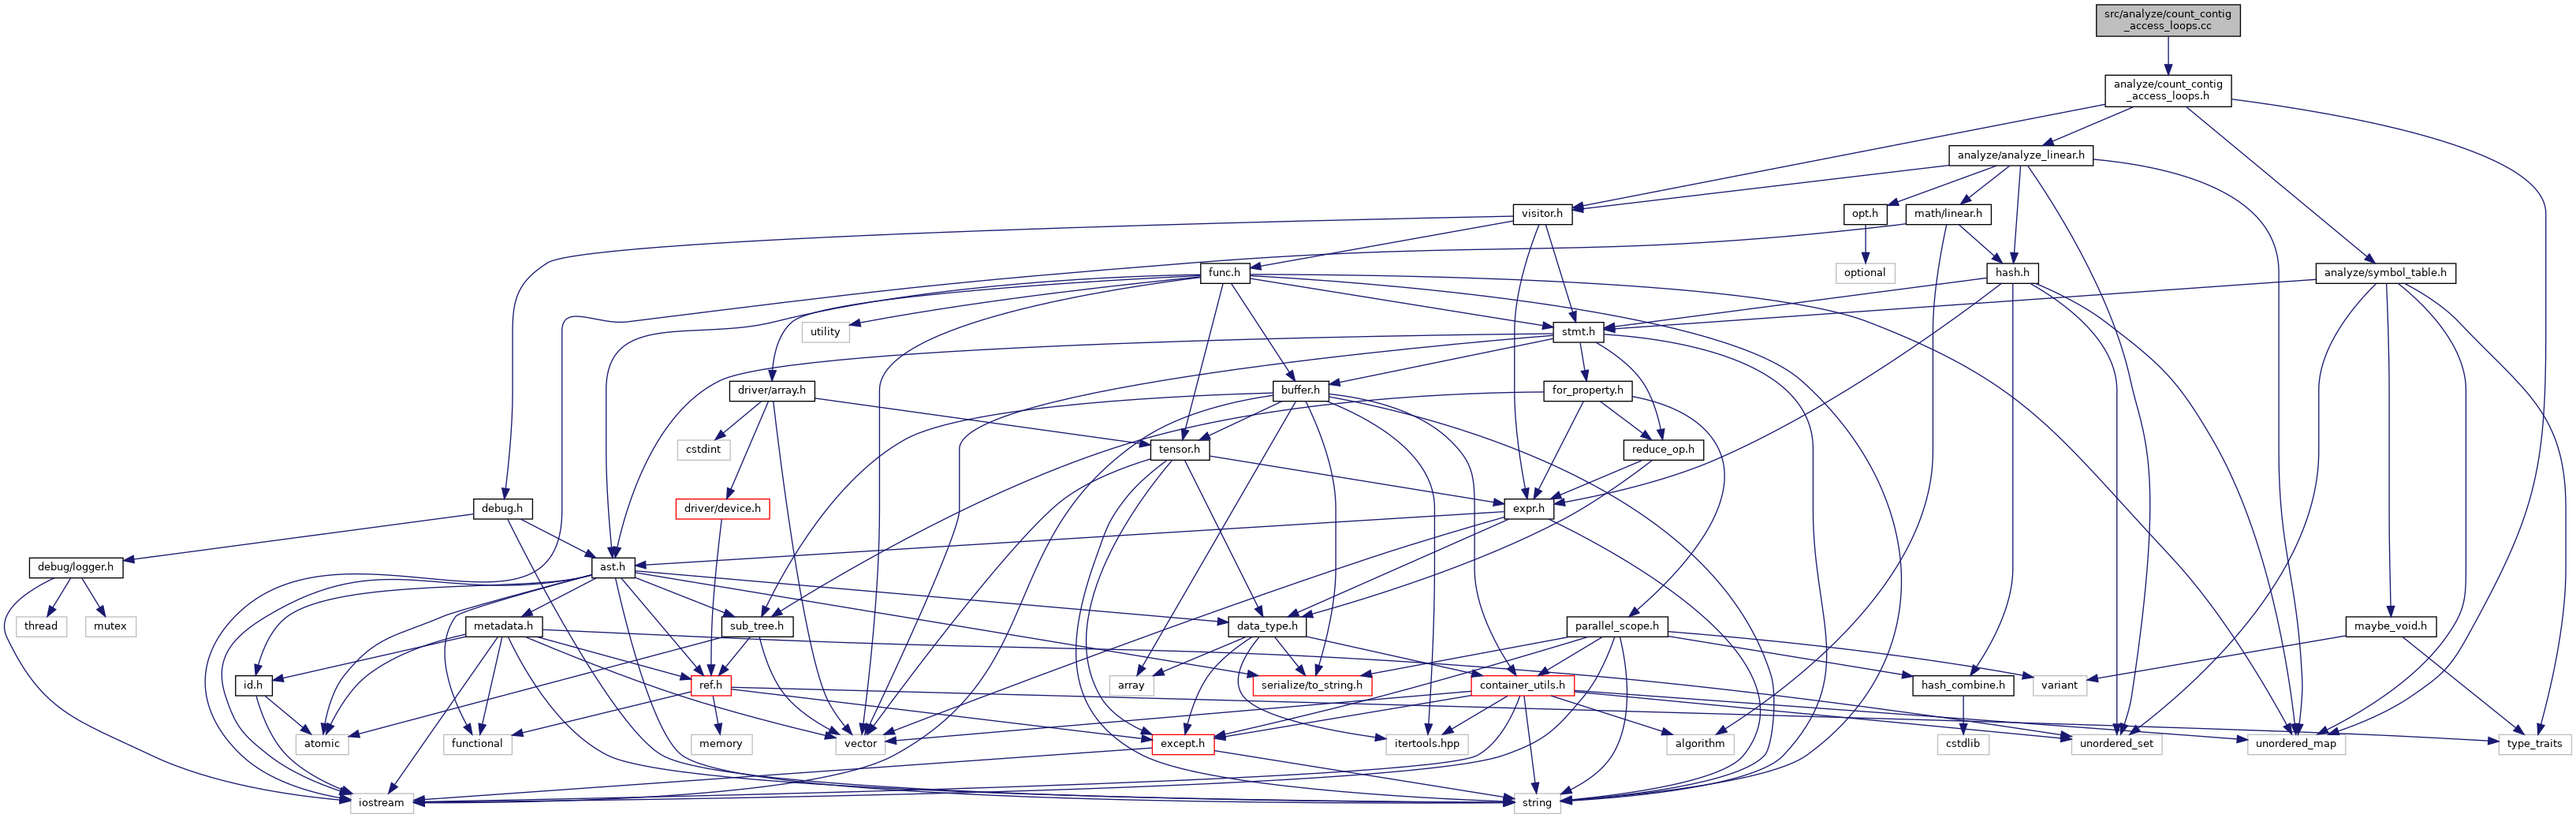 src/analyze/count_contig
_access_loops.cc
analyze/count_contig
_access_loops.h
analyze/analyze_linear.h
visitor.h
opt.h
math/linear.h
func.h
optional
hash.h
analyze/symbol_table.h
utility
stmt.h
driver/array.h
buffer.h
for_property.h
cstdint
tensor.h
reduce_op.h
debug.h
driver/device.h
expr.h
debug/logger.h
ast.h
thread
mutex
metadata.h
sub_tree.h
data_type.h
parallel_scope.h
maybe_void.h
id.h
ref.h
array
serialize/to_string.h
container_utils.h
hash_combine.h
variant
atomic
functional
memory
vector
except.h
itertools.hpp
algorithm
cstdlib
unordered_set
unordered_map
type_traits
iostream
string